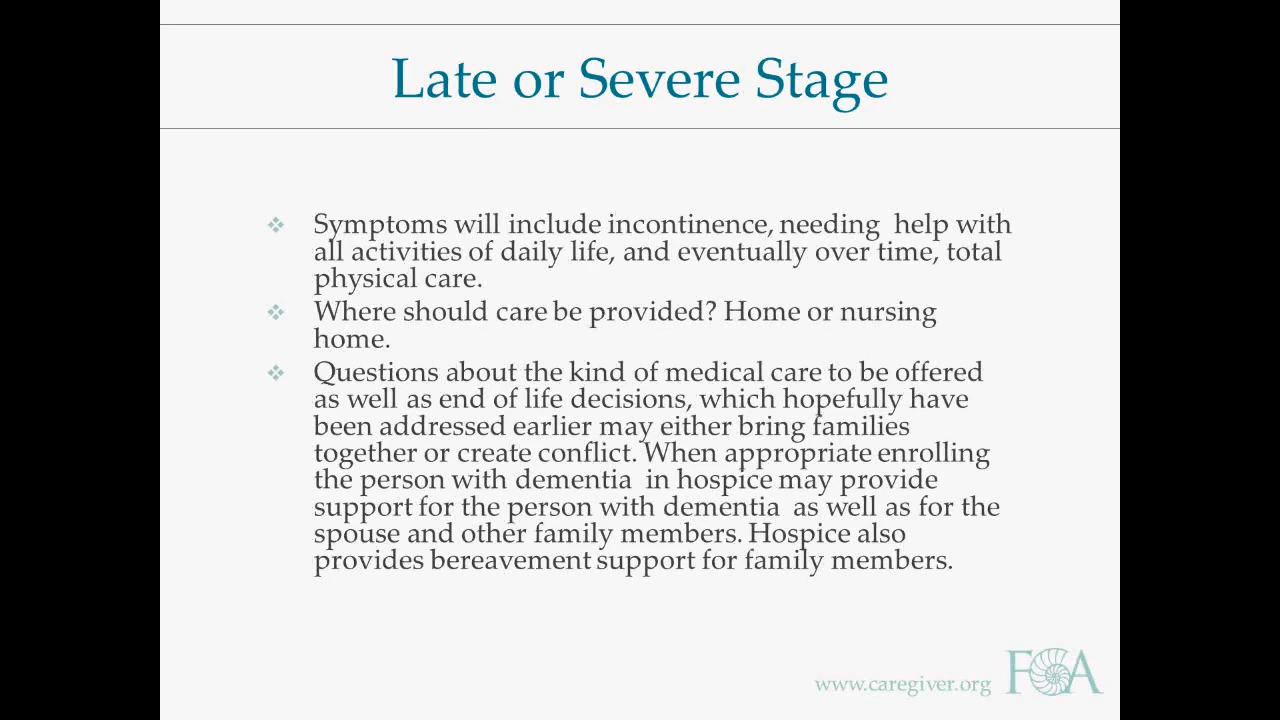 Late or Severe Stage
Symptoms will include incontinence, needing  help with
all activities of daily life, and eventually over time, total
physical care.
Where should care be provided? Home or nursing
home.
Questions about the kind of medical care to be offered
as well as end of life decisions, which hopefully have
been addressed earlier may either bring families
together or create conflict. When appropriate enrolling
the person with dementia  in hospice may provide
support for the person with dementia  as well as for the
spouse and other family members. Hospice also
provides bereavement support for family members.
www.caregiver.org FCA